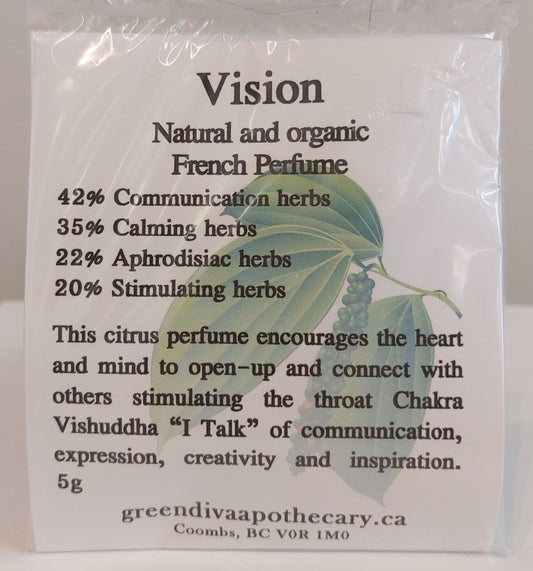 Vision
Natural and organic
French Perfume
42% Communication herbs
35% Calming herbs
22% Aphrodisiac herbs
20% Stimulating herbs
This citrus perfume encourages the heart
and mind to open-up and connect with
others stimulating the throat Chakra
Vishuddha “I Talk” of communication,
expression, creativity and inspiration.
5g
greendivaapothecary.ca
Coombs, BC V0R 1M0